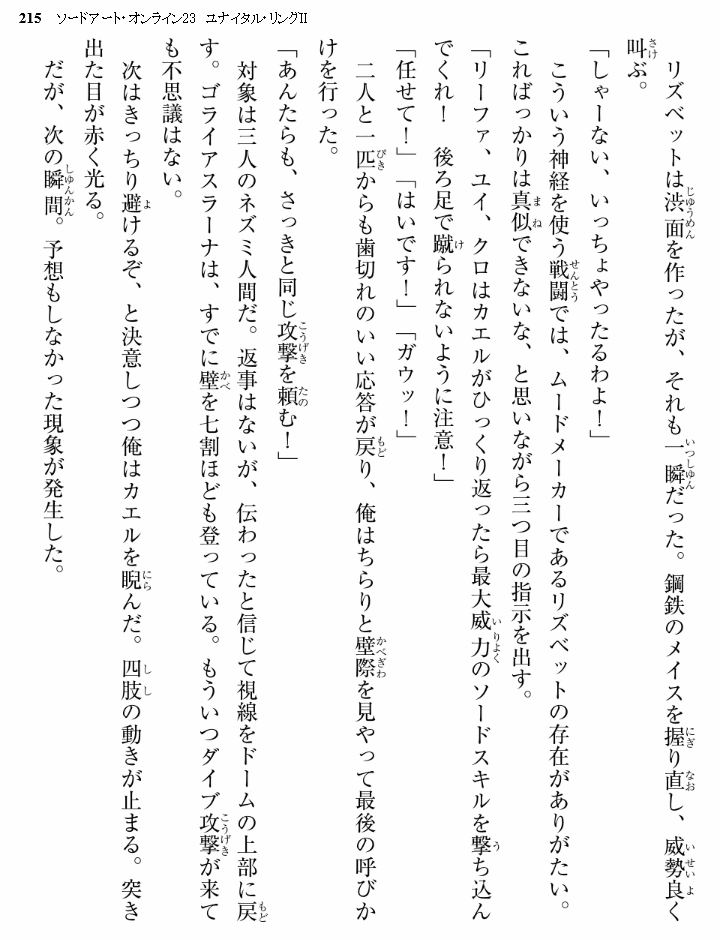 215　ソードアート・オンライン23　ユナイタル・リングⅡ
　リズベットは渋面を作ったが、それも一瞬だった。鋼鉄のメイスを握り直し、威勢良く
叫ぶ。
「しゃーない、いっちょやったるわよ！」
　こういう神経を使う戦闘では、ムードメーカーであるリズベットの存在がありがたい。
こればっかりは真似できないな、と思いながら三つ目の指示を出す。
「リーファ、ユイ、クロはカエルがひっくり返ったら最大威力のソードスキルを撃ち込ん
でくれ！　後ろ足で蹴られないように注意！」
「任せて！」「はいです！」「ガウッ！」
　二人と一匹からも歯切れのいい応答が戻り、俺はちらりと壁際を見やって最後の呼びか
けを行った。
「あんたらも、さっきと同じ攻撃を頼む！」
　対象は三人のネズミ人間だ。返事はないが、伝わったと信じて視線をドームの上部に戻
す。ゴライアスラーナは、すでに壁を七割ほども登っている。もういつダイブ攻撃が来て
も不思議はない。
　次はきっちり避けるぞ、と決意しつつ俺はカエルを睨んだ。四肢の動きが止まる。突き
出た目が赤く光る。
　だが、次の瞬間。予想もしなかった現象が発生した。